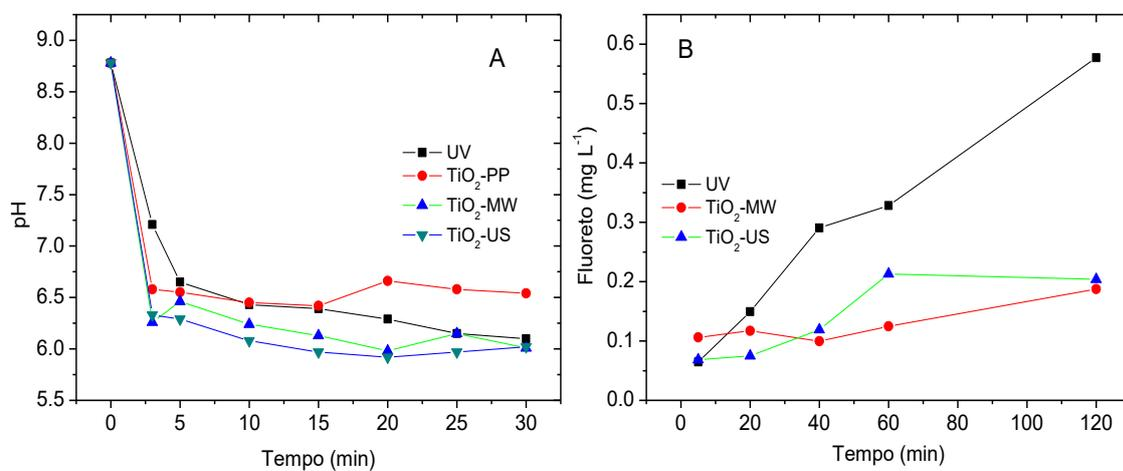 A
9.0
8.5
8.0
7.5
7.0
6.5
6.0
5.5
pH
UV
TiO2-PP
TiO2-MW
TiO2-US
0 5 10 15 20 25 30
Tempo (min)
B
0.6
0.5
0.4
0.3
0.2
0.1
0.0
Fluoreto (mg L-1)
UV
TiO2-MW
TiO2-US
0 20 40 60 80 100 120
Tempo (min)